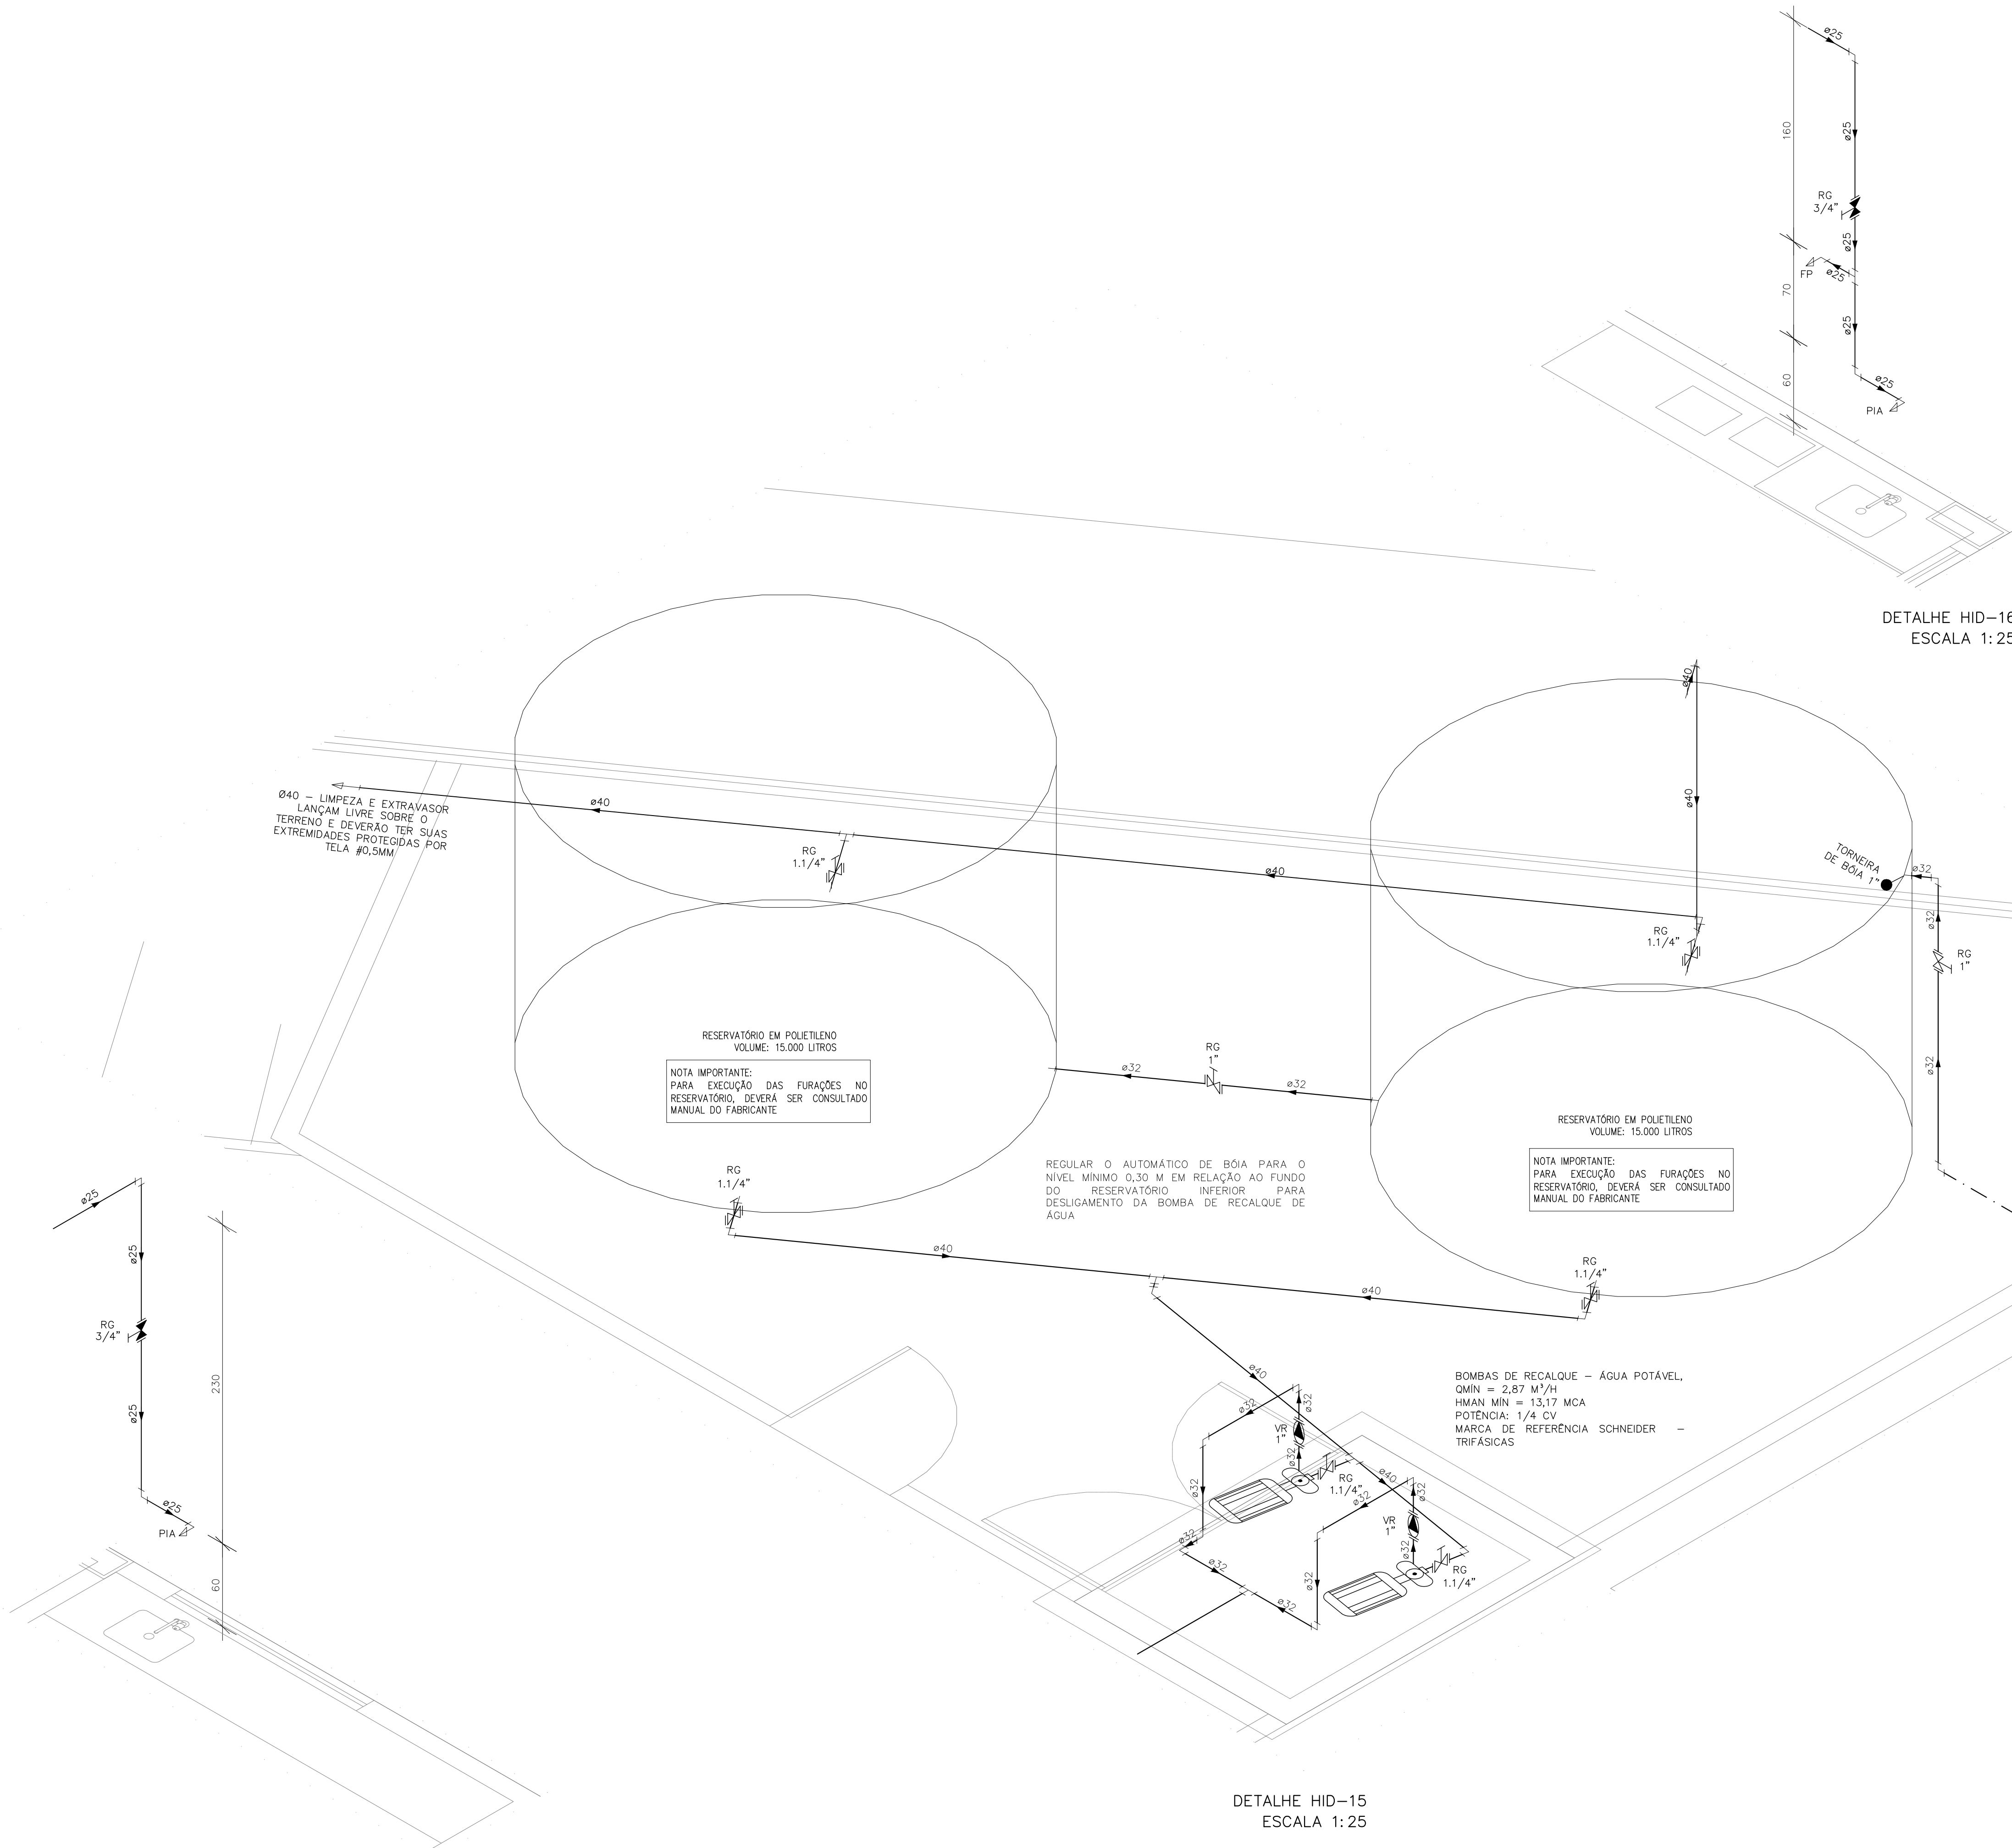 ø25
160
ø25
RG
3/4"
ø25
FP
ø25
70
ø25
60
ø25
PIA
DETALHE HID-16
ESCALA 1:25
ø40
ø40
Ø40 - LIMPEZA E EXTRAVASOR
LANÇAM LIVRE SOBRE O
TERRENO E DEVERÃO TER SUAS
EXTREMIDADES PROTEGIDAS POR
TELA #0,5MM
ø40
RG
1.1/4"
ø40
RG
1.1/4"
TORNEIRA
DE BÓIA 1"
ø32
ø32
RG
1"
ø32
RESERVATÓRIO EM POLIETILENO
VOLUME: 15.000 LITROS
NOTA IMPORTANTE:
PARA EXECUÇÃO DAS FURAÇÕES NO
RESERVATÓRIO, DEVERÁ SER CONSULTADO
MANUAL DO FABRICANTE
RG
1"
ø32
ø32
RESERVATÓRIO EM POLIETILENO
VOLUME: 15.000 LITROS
NOTA IMPORTANTE:
PARA EXECUÇÃO DAS FURAÇÕES NO
RESERVATÓRIO, DEVERÁ SER CONSULTADO
MANUAL DO FABRICANTE
REGULAR O AUTOMÁTICO DE BÓIA PARA O
NÍVEL MÍNIMO 0,30 M EM RELAÇÃO AO FUNDO
DO RESERVATÓRIO INFERIOR PARA
DESLIGAMENTO DA BOMBA DE RECALQUE DE
ÁGUA
RG
1.1/4"
ø40
RG
1.1/4"
ø40
ø25
ø25
RG
3/4"
230
ø25
ø25
PIA
60
ø40
BOMBAS DE RECALQUE - ÁGUA POTÁVEL,
QMÍN = 2,87 M³/H
HMAN MÍN = 13,17 MCA
POTÊNCIA: 1/4 CV
MARCA DE REFERÊNCIA SCHNEIDER -
TRIFÁSICAS
ø32
ø32
VR
1"
ø32
ø32
RG
1.1/4"
ø40
ø32
ø32
VR
1"
ø32
ø32
RG
1.1/4"
ø32
ø32
ø32
DETALHE HID-15
ESCALA 1:25